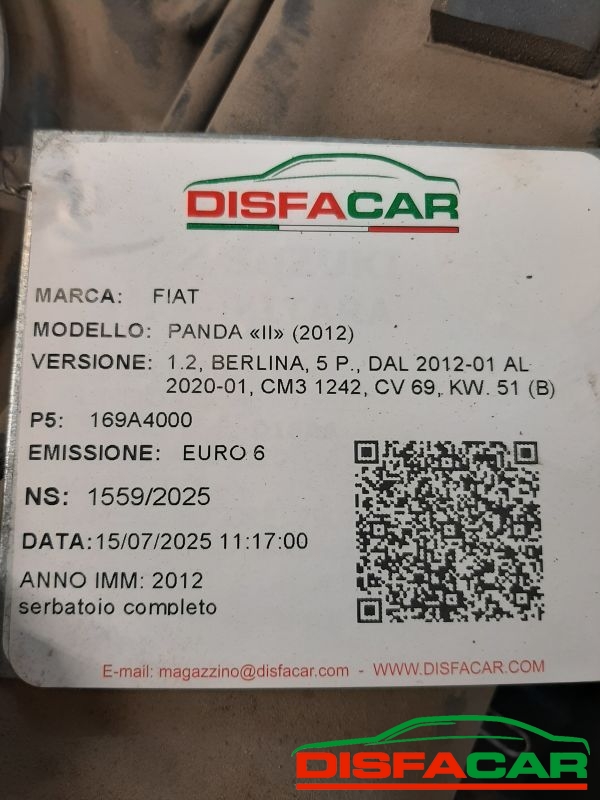 DISFACAR
MARCA: FIAT
MODELLO: PANDA «II» (2012)
VERSIONE: 1.2, BERLINA, 5 P., DAL 2012-01 AL
2020-01, CM3 1242, CV 69, KW. 51 (B)
P5: 169A4000
EMISSIONE: EURO 6
NS: 1559/2025
DATA:15/07/2025 11:17:00
ANNO IMM: 2012
serbatoio completo
E-mail: magazzino@disfacar.com - WWW.DISFACAR.COM
DISFACAR